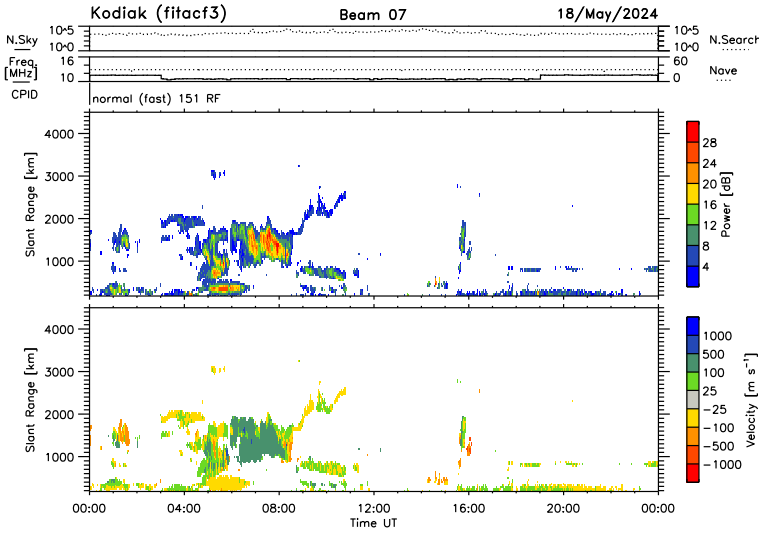 Kodiak (fitacf3) Beam 07 18/May/2024
N.Sky 10^5 10^0 10^5 10^0 N.Search
Freq. [MHz] 16 10 60 0 Nave
CPID normal (fast) 151 RF
Slant Range [km]
4000
3000
2000
1000
Power [dB]
28
24
20
16
12
8
4
Slant Range [km]
4000
3000
2000
1000
Velocity [m s⁻¹]
1000
500
100
25
−25
−100
−500
−1000
00:00 04:00 08:00 12:00 16:00 20:00 00:00
Time UT